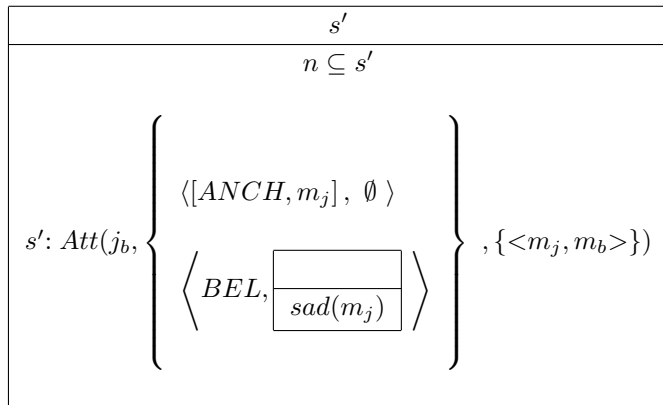 s′
n ⊆ s′
⟨[ANCH, m_j], ∅ ⟩
s′: Att(j_b, { } , {<m_j, m_b>})
⟨BEL, sad(m_j) ⟩